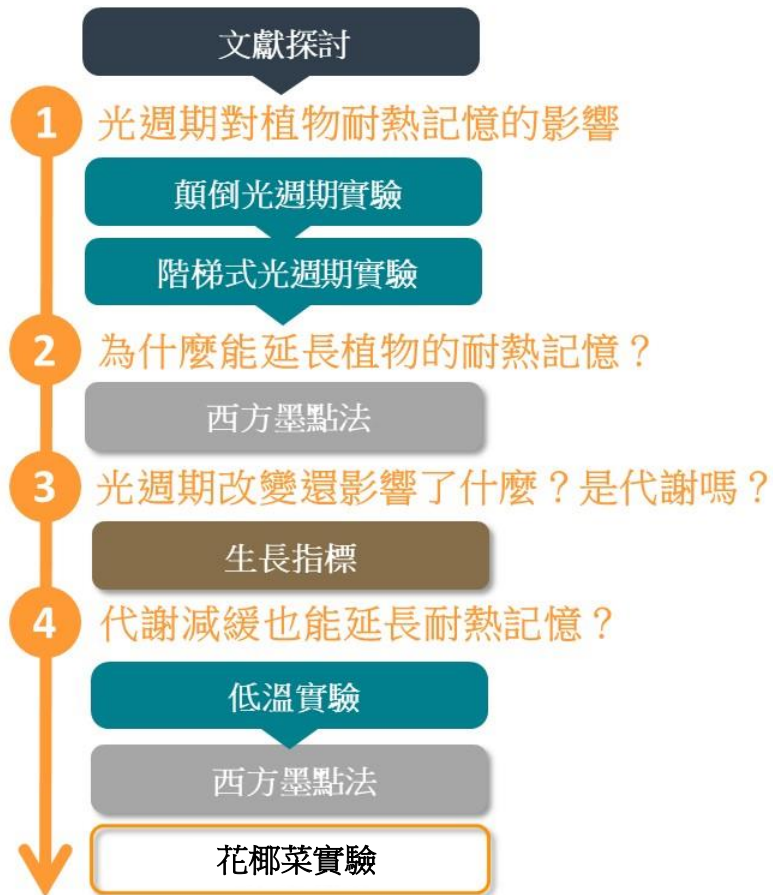 文獻探討
1 光週期對植物耐熱記憶的影響
顛倒光週期實驗
階梯式光週期實驗
2 為什麼能延長植物的耐熱記憶？
西方墨點法
3 光週期改變還影響了什麼？是代謝嗎？
生長指標
4 代謝減緩也能延長耐熱記憶？
低溫實驗
西方墨點法
花椰菜實驗